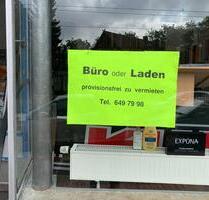 Büro oder Laden
provisionsfrei zu vermieten
Tel. 649 79 98
EXPONA